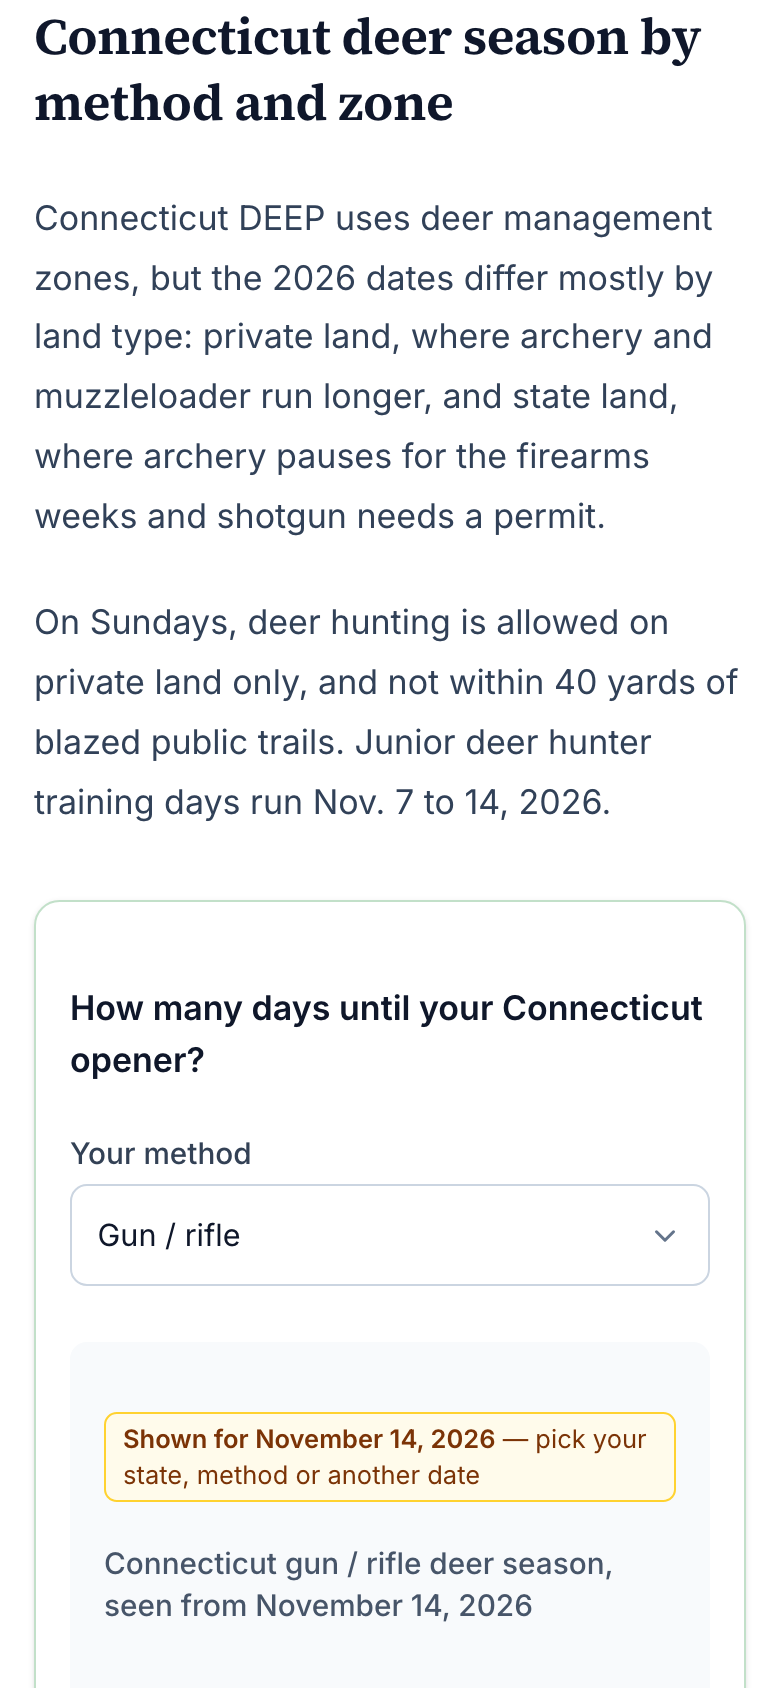 Connecticut deer season by
method and zone
Connecticut DEEP uses deer management
zones, but the 2026 dates differ mostly by
land type: private land, where archery and
muzzleloader run longer, and state land,
where archery pauses for the firearms
weeks and shotgun needs a permit.
On Sundays, deer hunting is allowed on
private land only, and not within 40 yards of
blazed public trails. Junior deer hunter
training days run Nov. 7 to 14, 2026.
How many days until your Connecticut
opener?
Your method
Gun / rifle
Shown for November 14, 2026 — pick your
state, method or another date
Connecticut gun / rifle deer season,
seen from November 14, 2026